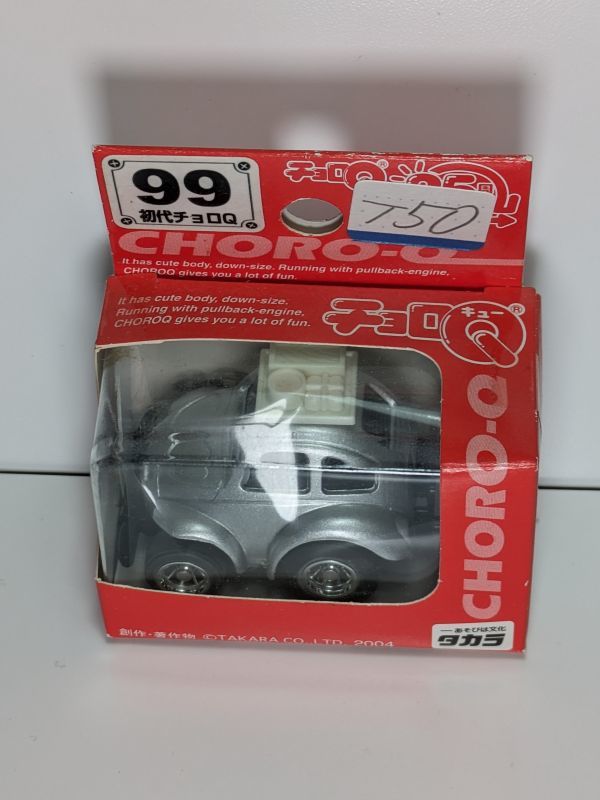 99
初代チョロQ
チョロQ®
750
CHORO-Q
It has cute body, down-size. Running with pullback-engine,
CHOROQ gives you a lot of fun.
It has cute body, down-size.
Running with pullback-engine,
CHOROQ gives you a lot of fun.
チョロQ®
キュー
CHORO-Q
創作・著作物 ©TAKARA CO., LTD. 2004
あそびは文化
タカラ